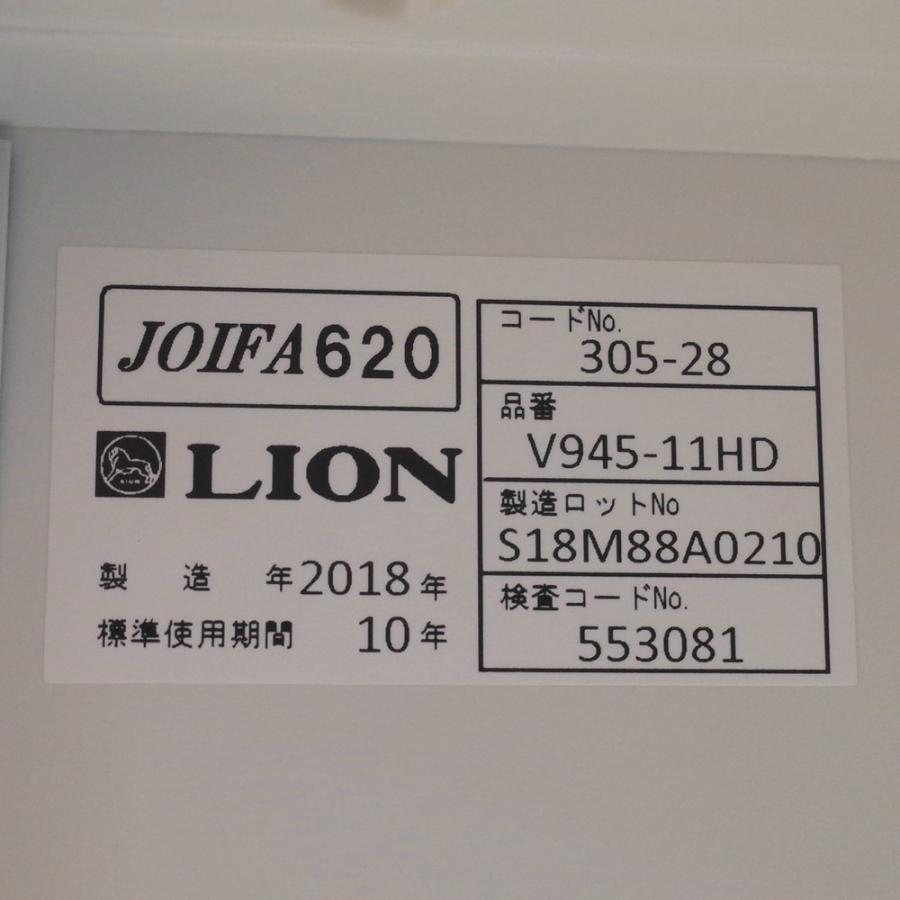 JOIFA620
LION
LION
製造年2018年
標準使用期間 10年
コードNo.
305-28
品番
V945-11HD
製造ロットNo
S18M88A0210
検査コードNo.
553081